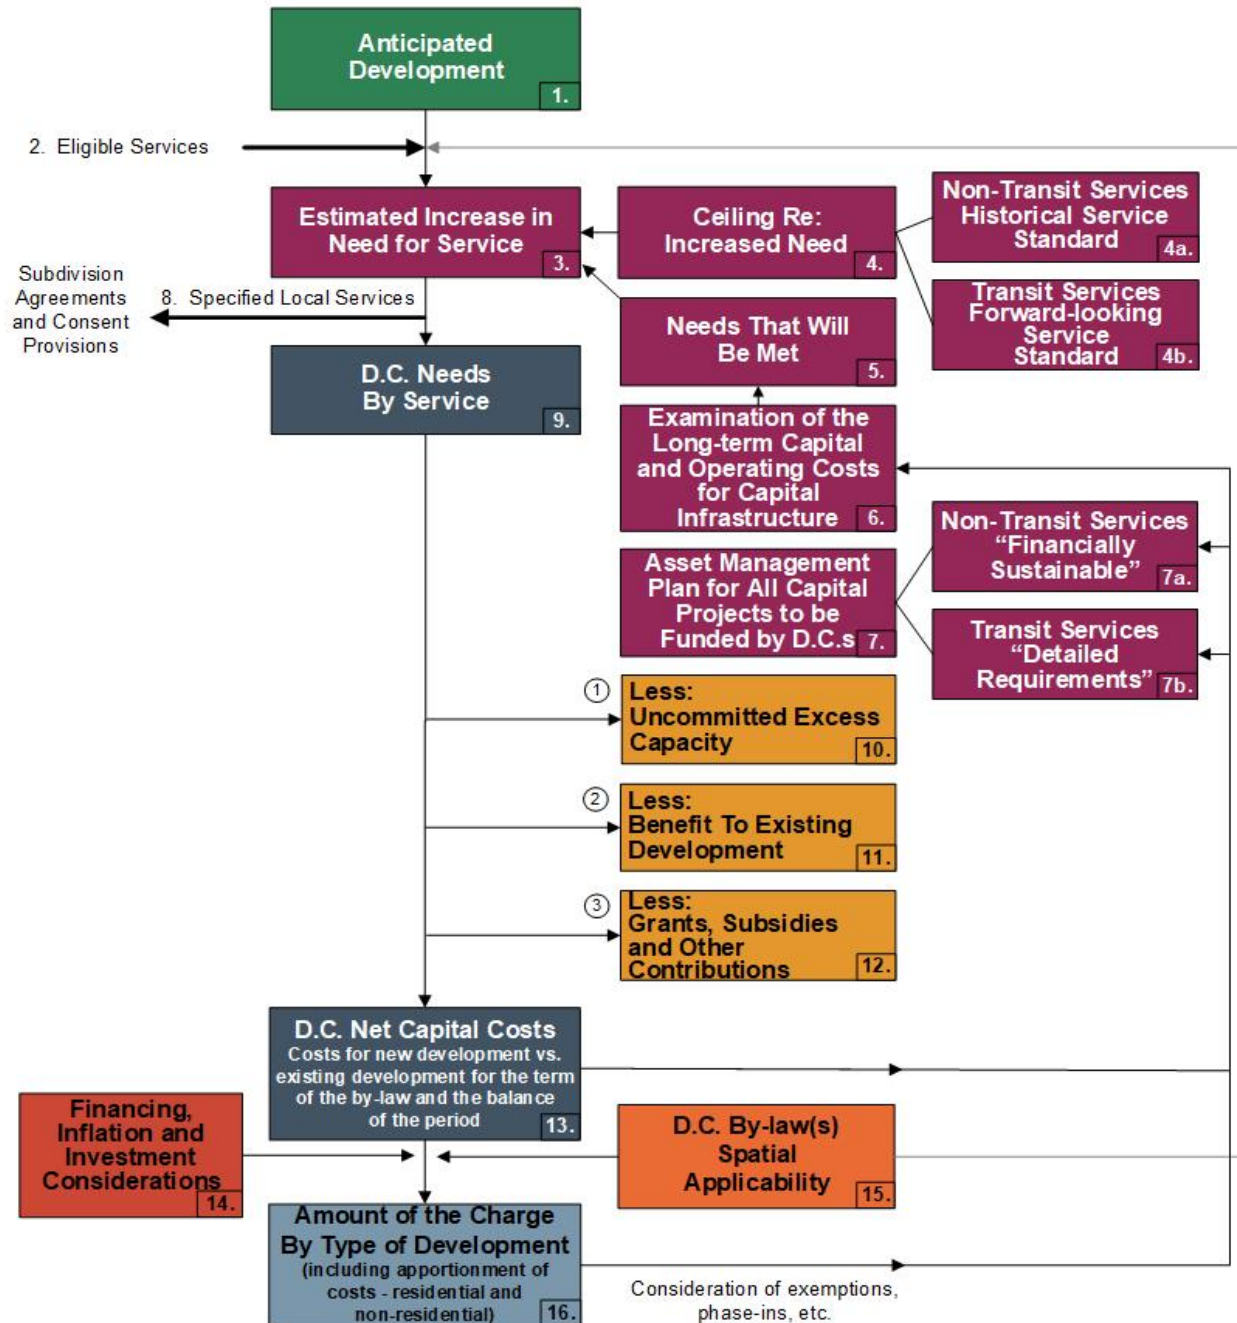 Anticipated
Development
1.
2. Eligible Services
Estimated Increase in
Need for Service
3.
Ceiling Re:
Increased Need
4.
Non-Transit Services
Historical Service
Standard
4a.
Transit Services
Forward-looking
Service
Standard
4b.
Subdivision
Agreements
and Consent
Provisions
8. Specified Local Services
Needs That Will
Be Met
5.
D.C. Needs
By Service
9.
Examination of the
Long-term Capital
and Operating Costs
for Capital
Infrastructure
6.
Asset Management
Plan for All Capital
Projects to be
Funded by D.C.s
7.
Non-Transit Services
“Financially
Sustainable”
7a.
Transit Services
“Detailed
Requirements”
7b.
1
Less:
Uncommitted Excess
Capacity
10.
2
Less:
Benefit To Existing
Development
11.
3
Less:
Grants, Subsidies
and Other
Contributions
12.
D.C. Net Capital Costs
Costs for new development vs.
existing development for the term
of the by-law and the balance
of the period
13.
Financing,
Inflation and
Investment
Considerations
14.
D.C. By-law(s)
Spatial
Applicability
15.
Amount of the Charge
By Type of Development
(including apportionment of
costs - residential and
non-residential)
16.
Consideration of exemptions,
phase-ins, etc.